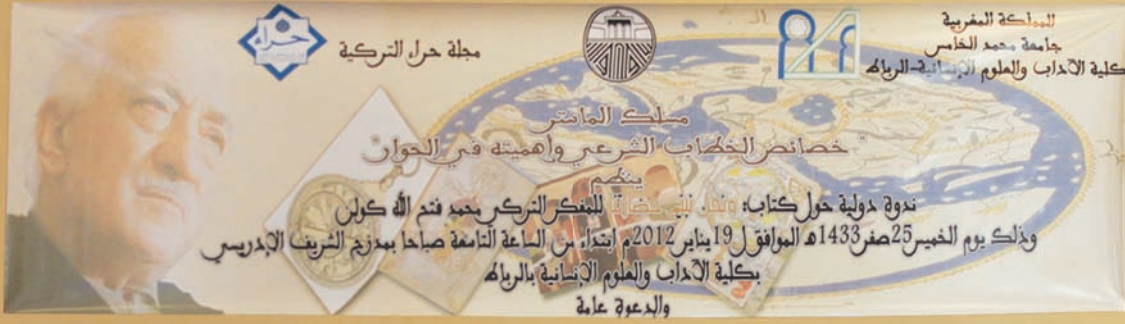 المملكة المغربية
جامعة محمد الخامس
كلية الآداب والعلوم الإنسانية-الرباط
حراء
مجلة حراء التركية
مسلك الماستر
"خصائص الخطاب الشرعي وأهميته في الحوار"
ينظم
ندوة دولية حول كتاب: ونحن نبني حضارتنا للمفكر التركي محمد فتح الله كولن
وذلك يوم الخميس 25 صفر 1433ه الموافق ل 19 يناير 2012م ابتداء من الساعة التاسعة صباحا بمدرج الشريف الإدريسي
بكلية الآداب والعلوم الإنسانية بالرباط
والدعوة عامة